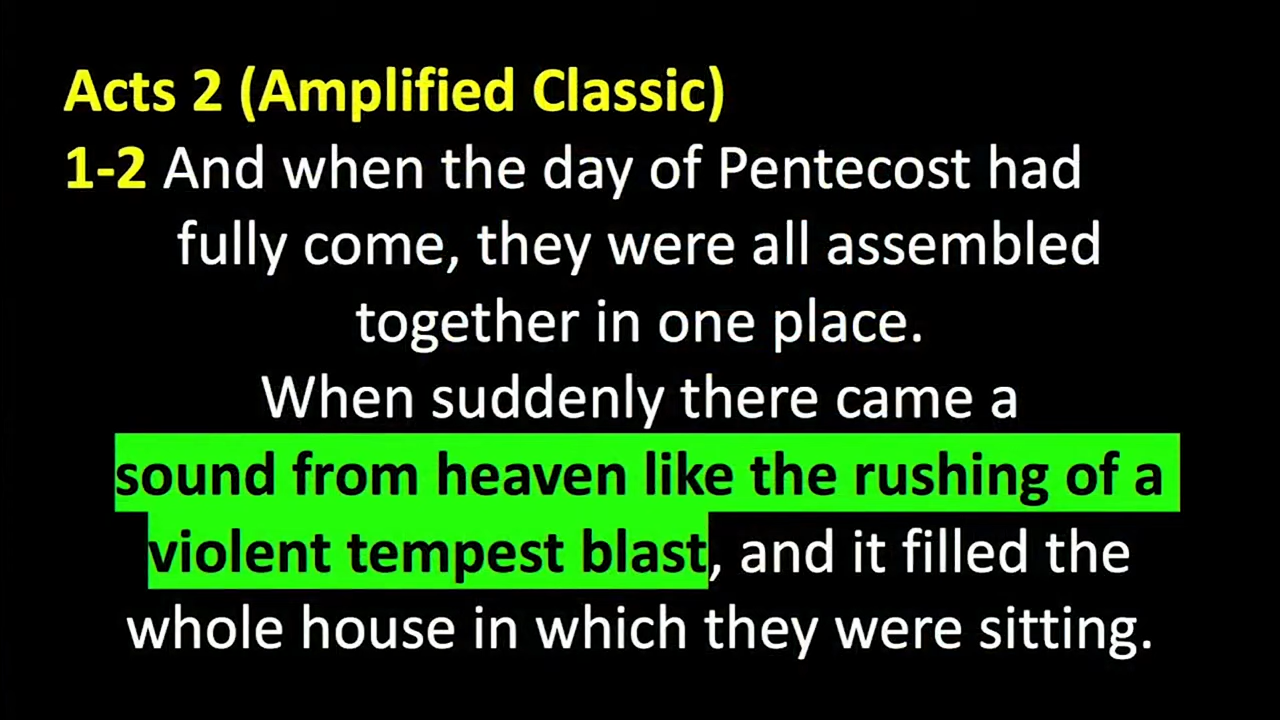 Acts 2 (Amplified Classic)
1-2 And when the day of Pentecost had
fully come, they were all assembled
together in one place.
When suddenly there came a
sound from heaven like the rushing of a
violent tempest blast, and it filled the
whole house in which they were sitting.